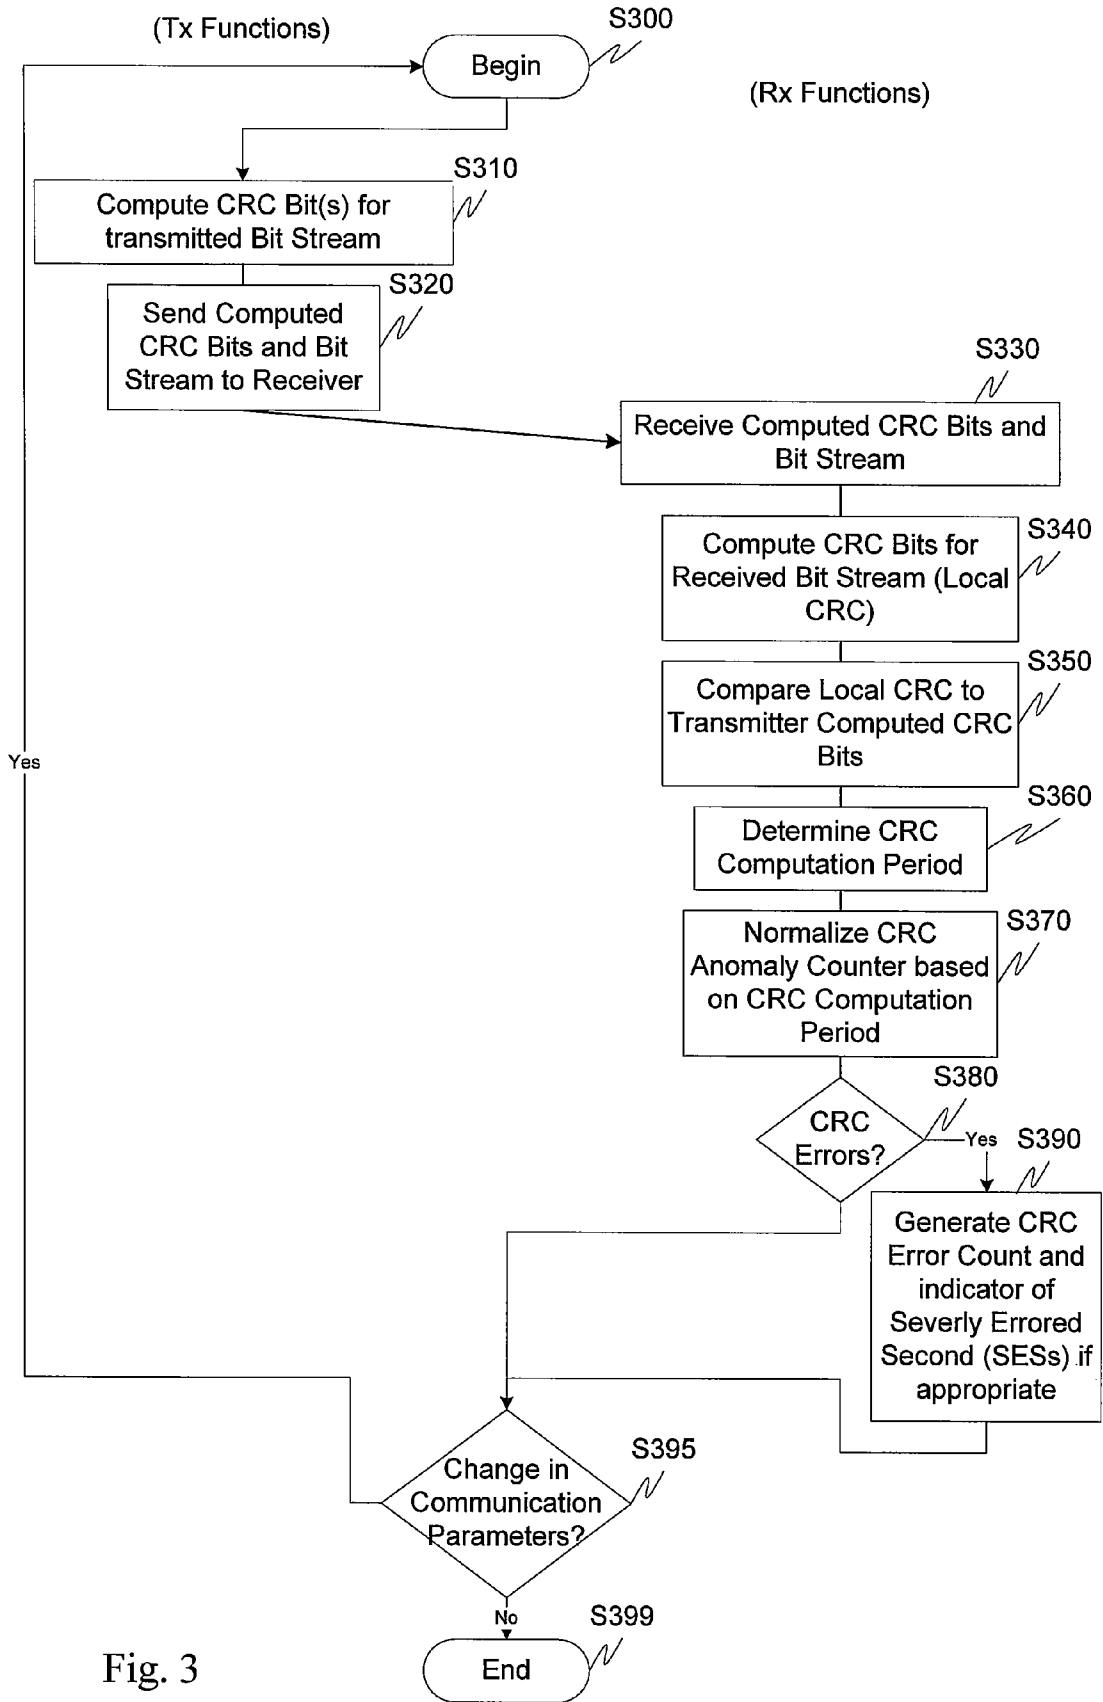 (Tx Functions)
S300
Begin
(Rx Functions)
S310
Compute CRC Bit(s) for
transmitted Bit Stream
S320
Send Computed
CRC Bits and Bit
Stream to Receiver
S330
Receive Computed CRC Bits and
Bit Stream
S340
Compute CRC Bits for
Received Bit Stream (Local
CRC)
S350
Compare Local CRC to
Transmitter Computed CRC
Bits
Yes
S360
Determine CRC
Computation Period
S370
Normalize CRC
Anomaly Counter based
on CRC Computation
Period
S380
CRC
Errors?
Yes
S390
Generate CRC
Error Count and
indicator of
Severly Errored
Second (SESs) if
appropriate
S395
Change in
Communication
Parameters?
No
S399
End
Fig. 3